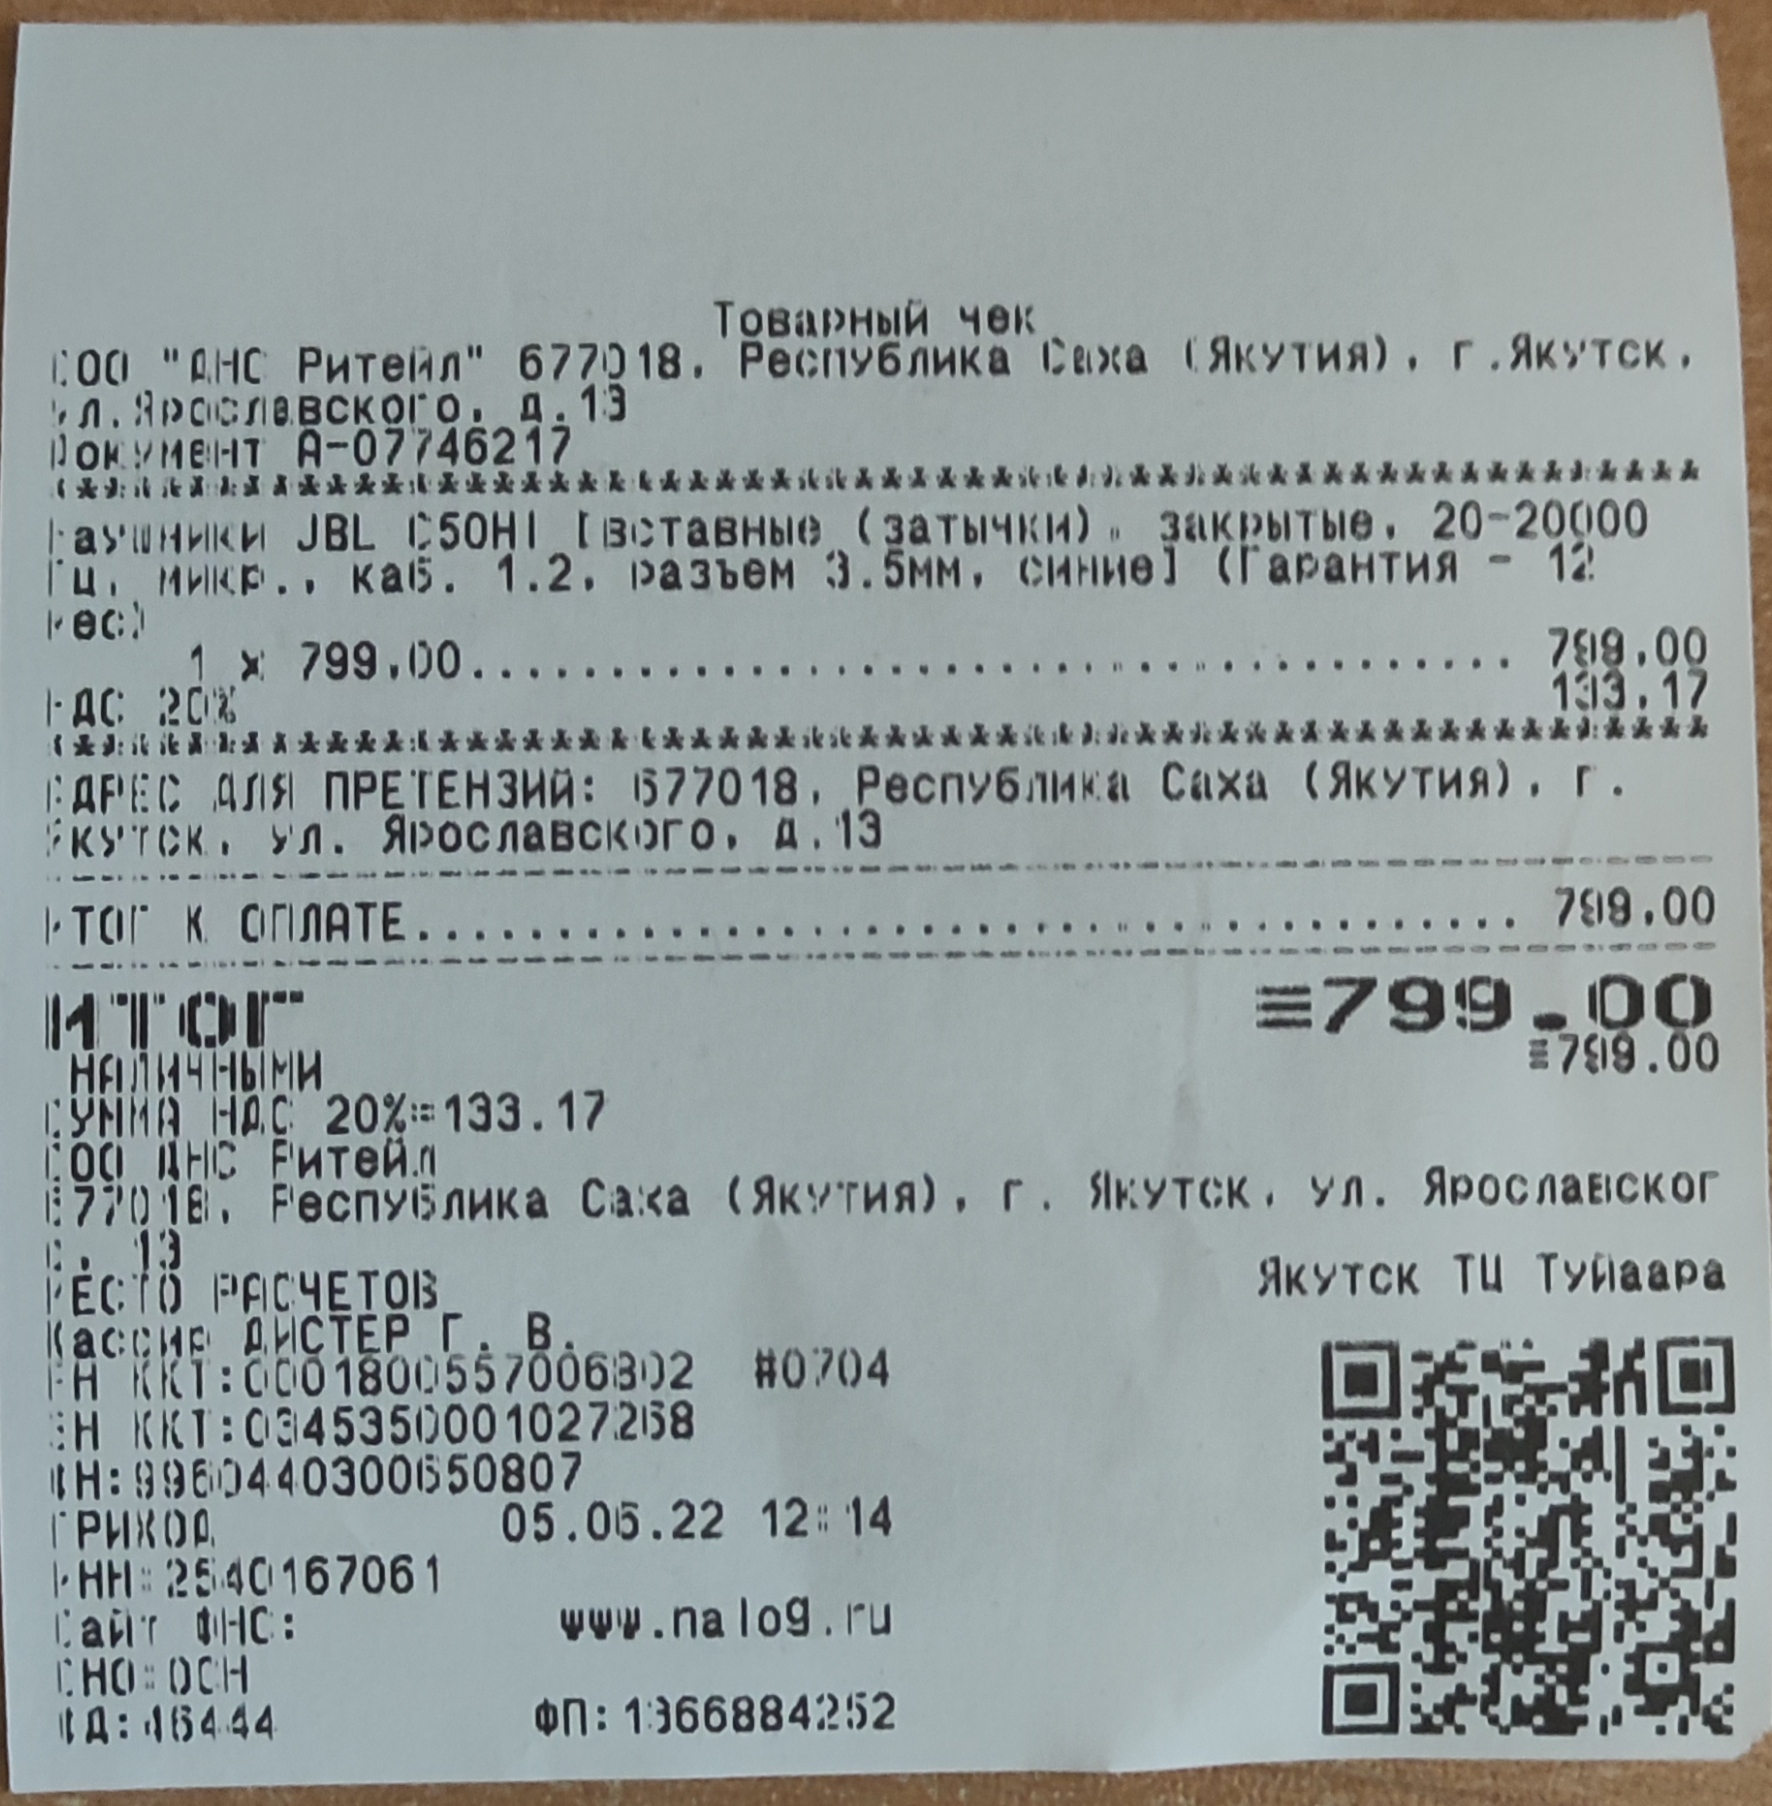 Товарный чек
ООО "ДНС Ритейл" 677018, Республика Саха (Якутия), г.Якутск,
ул.Ярославского, д.13
Документ А-07746217
************************************************************
Наушники JBL C50HI [вставные (затычки), закрытые, 20-20000
Гц, микр., каб. 1.2, разъем 3.5мм, синие] (Гарантия - 12
мес)
1 x 799.00...................................... 799.00
НДС 20% 133.17
************************************************************
АДРЕС ДЛЯ ПРЕТЕНЗИЙ: 677018, Республика Саха (Якутия), г.
Якутск, ул. Ярославского, д.13
ИТОГ К ОПЛАТЕ........................................ 799.00
ИТОГ ≡799.00
НАЛИЧНЫМИ ≡799.00
СУММА НДС 20%=133.17
ООО ДНС Ритейл
677018, Республика Саха (Якутия), г. Якутск, ул. Ярославског
о, 13
МЕСТО РАСЧЕТОВ Якутск ТЦ Туйаара
Кассир ДИСТЕР Г. В.
РН ККТ:0001800557006302 #0704
ЗН ККТ:0345350001027268
ФН:9960440300650807
ПРИХОД 05.06.22 12:14
ИНН:2540167061
Сайт ФНС: www.nalog.ru
СНО:ОСН
ФД:46444 ФП:1366884252